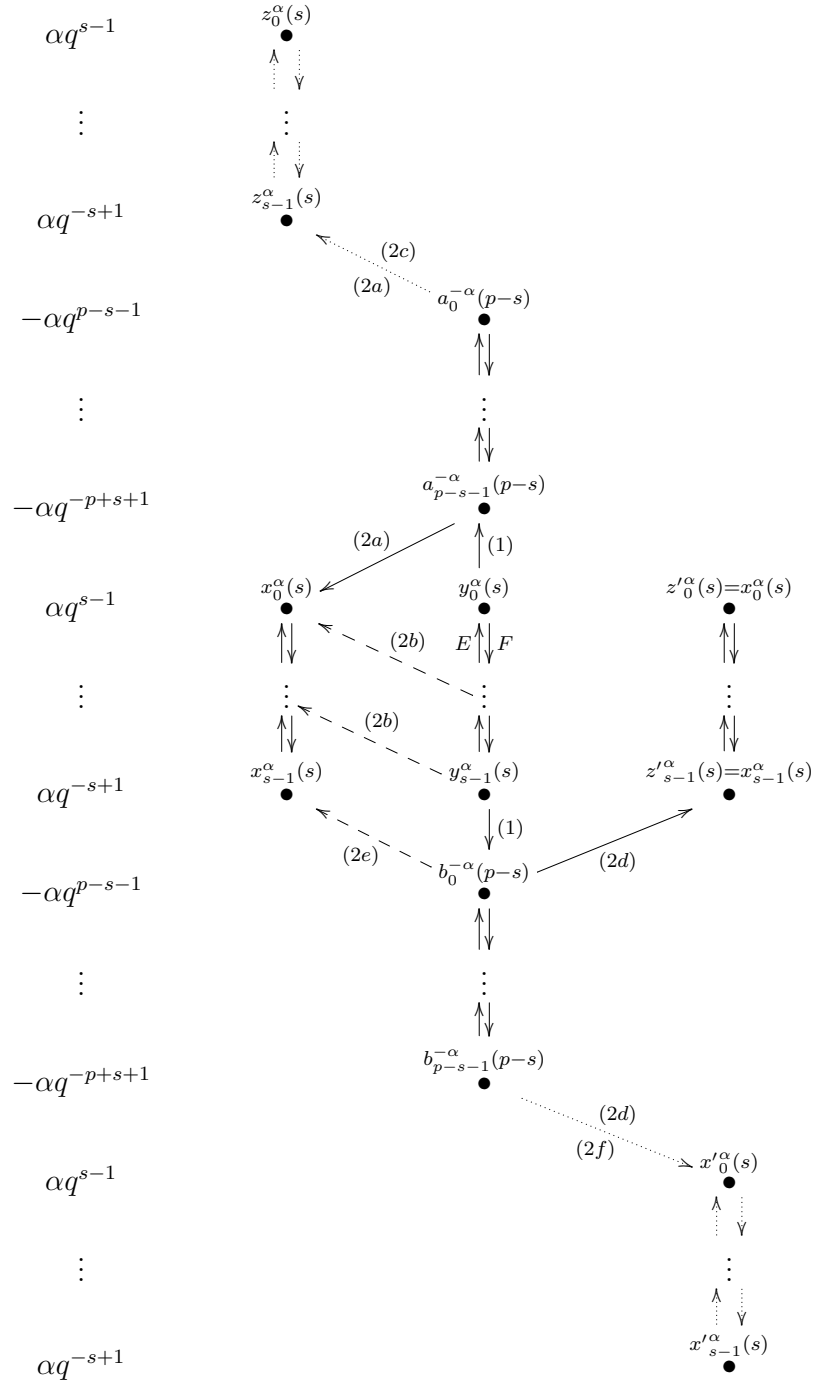 z_0^α(s)
αq^{s−1}
⋮ ⋮
z_{s−1}^α(s)
αq^{−s+1}
(2c)
(2a)
a_0^{−α}(p−s)
−αq^{p−s−1}
⋮ ⋮
a_{p−s−1}^{−α}(p−s)
−αq^{−p+s+1}
(2a) (1)
x_0^α(s) y_0^α(s) z'_0^α(s)=x_0^α(s)
αq^{s−1}
(2b) E F
⋮ ⋮ ⋮ ⋮
(2b)
x_{s−1}^α(s) y_{s−1}^α(s) z'_{s−1}^α(s)=x_{s−1}^α(s)
αq^{−s+1}
(1)
(2e) (2d)
b_0^{−α}(p−s)
−αq^{p−s−1}
⋮ ⋮
b_{p−s−1}^{−α}(p−s)
−αq^{−p+s+1}
(2d)
(2f)
x'_0^α(s)
αq^{s−1}
⋮ ⋮
x'_{s−1}^α(s)
αq^{−s+1}